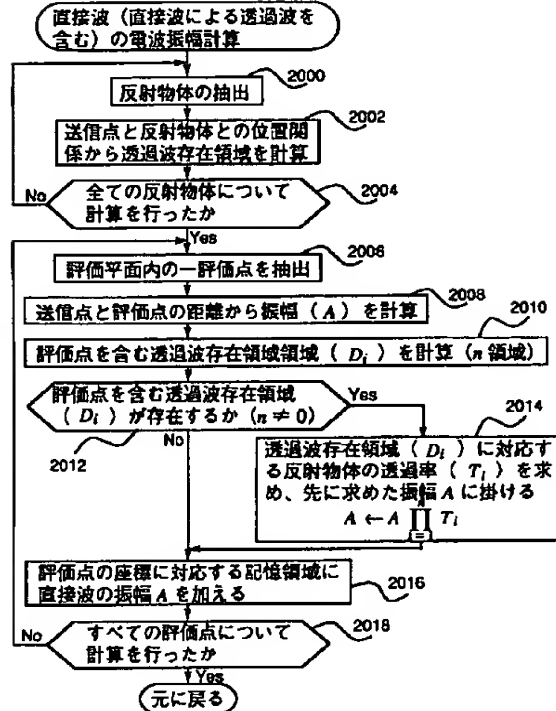 直接波（直接波による透過波を
含む）の電波振幅計算
2000
反射物体の抽出
2002
送信点と反射物体との位置関
係から透過波存在領域を計算
2004
全ての反射物体について
計算を行ったか
No
Yes
2006
評価平面内の一評価点を抽出
2008
送信点と評価点の距離から振幅（A）を計算
2010
評価点を含む透過波存在領域領域（Di）を計算（n領域）
評価点を含む透過波存在領域
（Di）が存在するか（n≠0）
Yes
2012
No
2014
透過波存在領域（Di）に対応す
る反射物体の透過率（Ti）を求
め、先に求めた振幅Aに掛ける
A ← A ∏ Ti
評価点の座標に対応する記憶領域に
直接波の振幅Aを加える
2016
すべての評価点について
計算を行ったか
2018
No
Yes
元に戻る